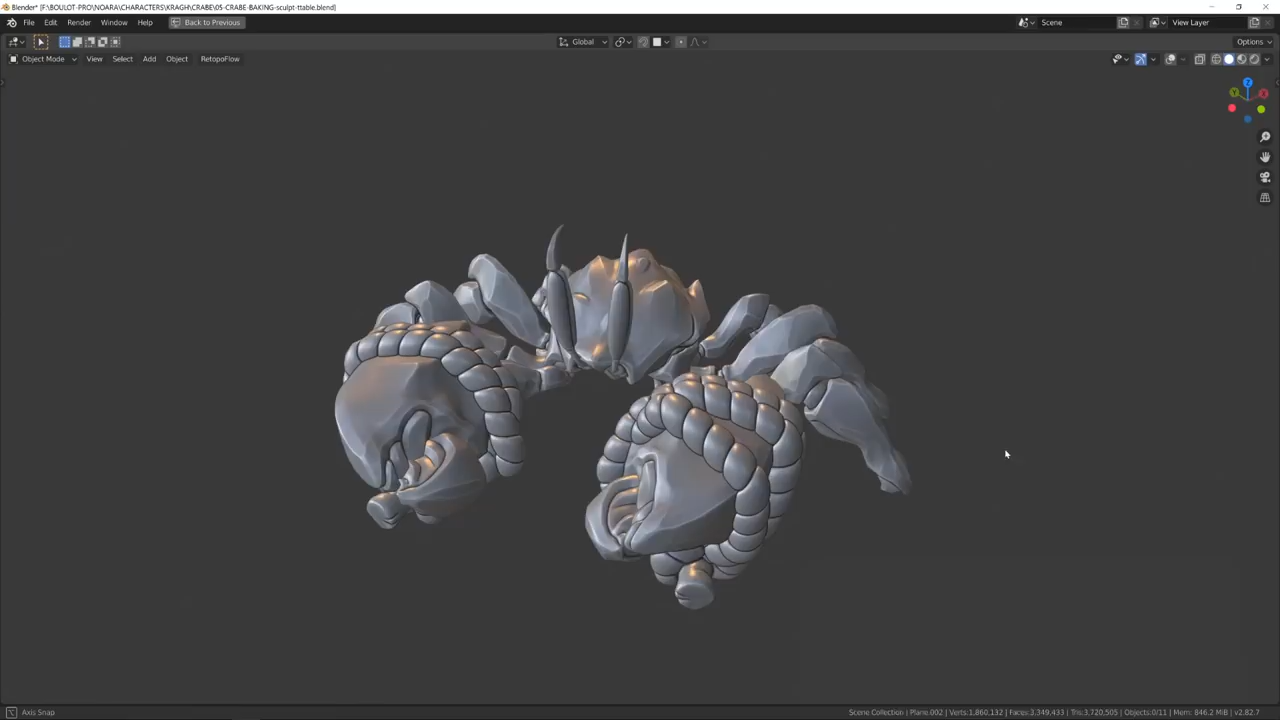 Blender* [F:\BOULOT-PRO\NOARA\CHARACTERS\KRAGH\CRABE\05-CRABE-BAKING-sculpt-ttable.blend]
File Edit Render Window Help Back to Previous Scene View Layer
Global Options
Object Mode View Select Add Object RetopoFlow
Z
Y X
Axis Snap Scene Collection | Plane.002 | Verts:1,860,132 | Faces:3,349,433 | Tris:3,720,505 | Objects:0/11 | Mem: 846.2 MiB | v2.82.7